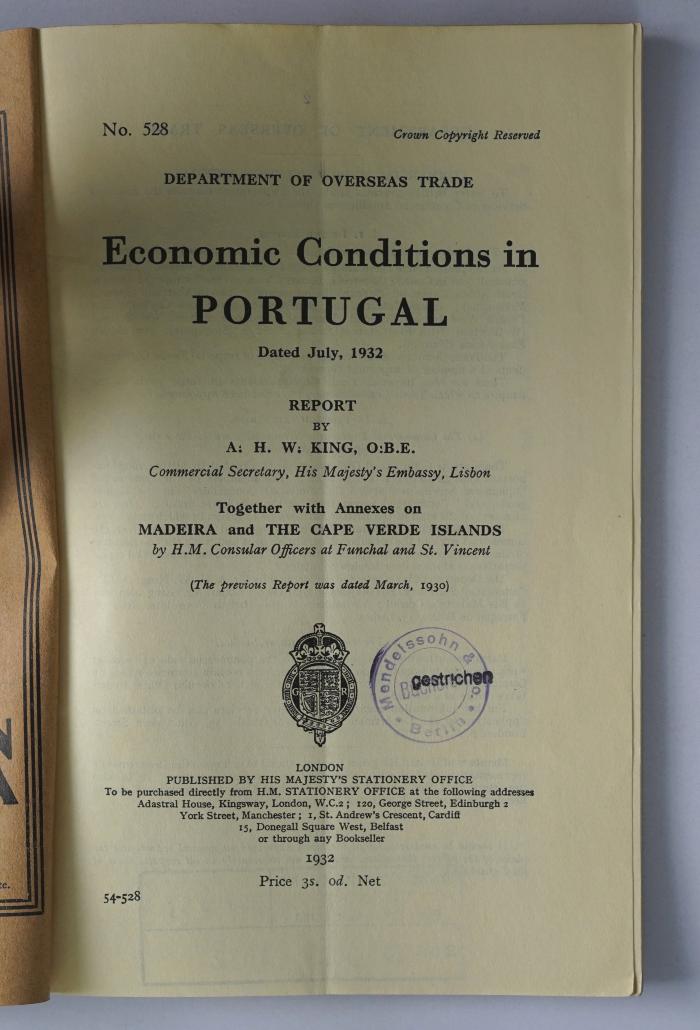 No. 528
Crown Copyright Reserved
DEPARTMENT OF OVERSEAS TRADE
Economic Conditions in
PORTUGAL
Dated July, 1932
REPORT
BY
A. H. W. KING, O.B.E.
Commercial Secretary, His Majesty's Embassy, Lisbon
Together with Annexes on
MADEIRA and THE CAPE VERDE ISLANDS
by H.M. Consular Officers at Funchal and St. Vincent
(The previous Report was dated March, 1930)
G R
Mendelssohn & Co.
gestrichen
Berlin
LONDON
PUBLISHED BY HIS MAJESTY'S STATIONERY OFFICE
To be purchased directly from H.M. STATIONERY OFFICE at the following addresses
Adastral House, Kingsway, London, W.C.2; 120, George Street, Edinburgh 2
York Street, Manchester; 1, St. Andrew's Crescent, Cardiff
15, Donegall Square West, Belfast
or through any Bookseller
1932
Price 3s. 0d. Net
54-528